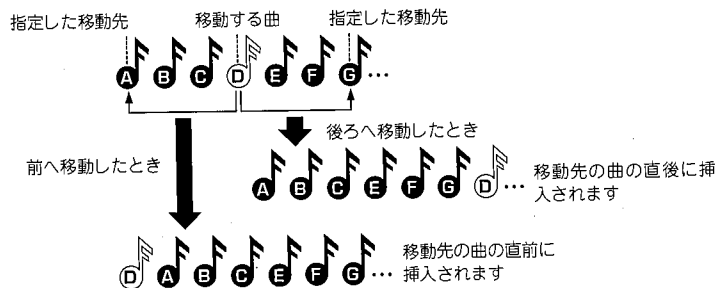 指定した移動先 移動する曲 指定した移動先
A B C D E F G …
後ろへ移動したとき
前へ移動したとき
A B C E F G D … 移動先の曲の直後に挿
入されます
D A B C E F G … 移動先の曲の直前に
挿入されます